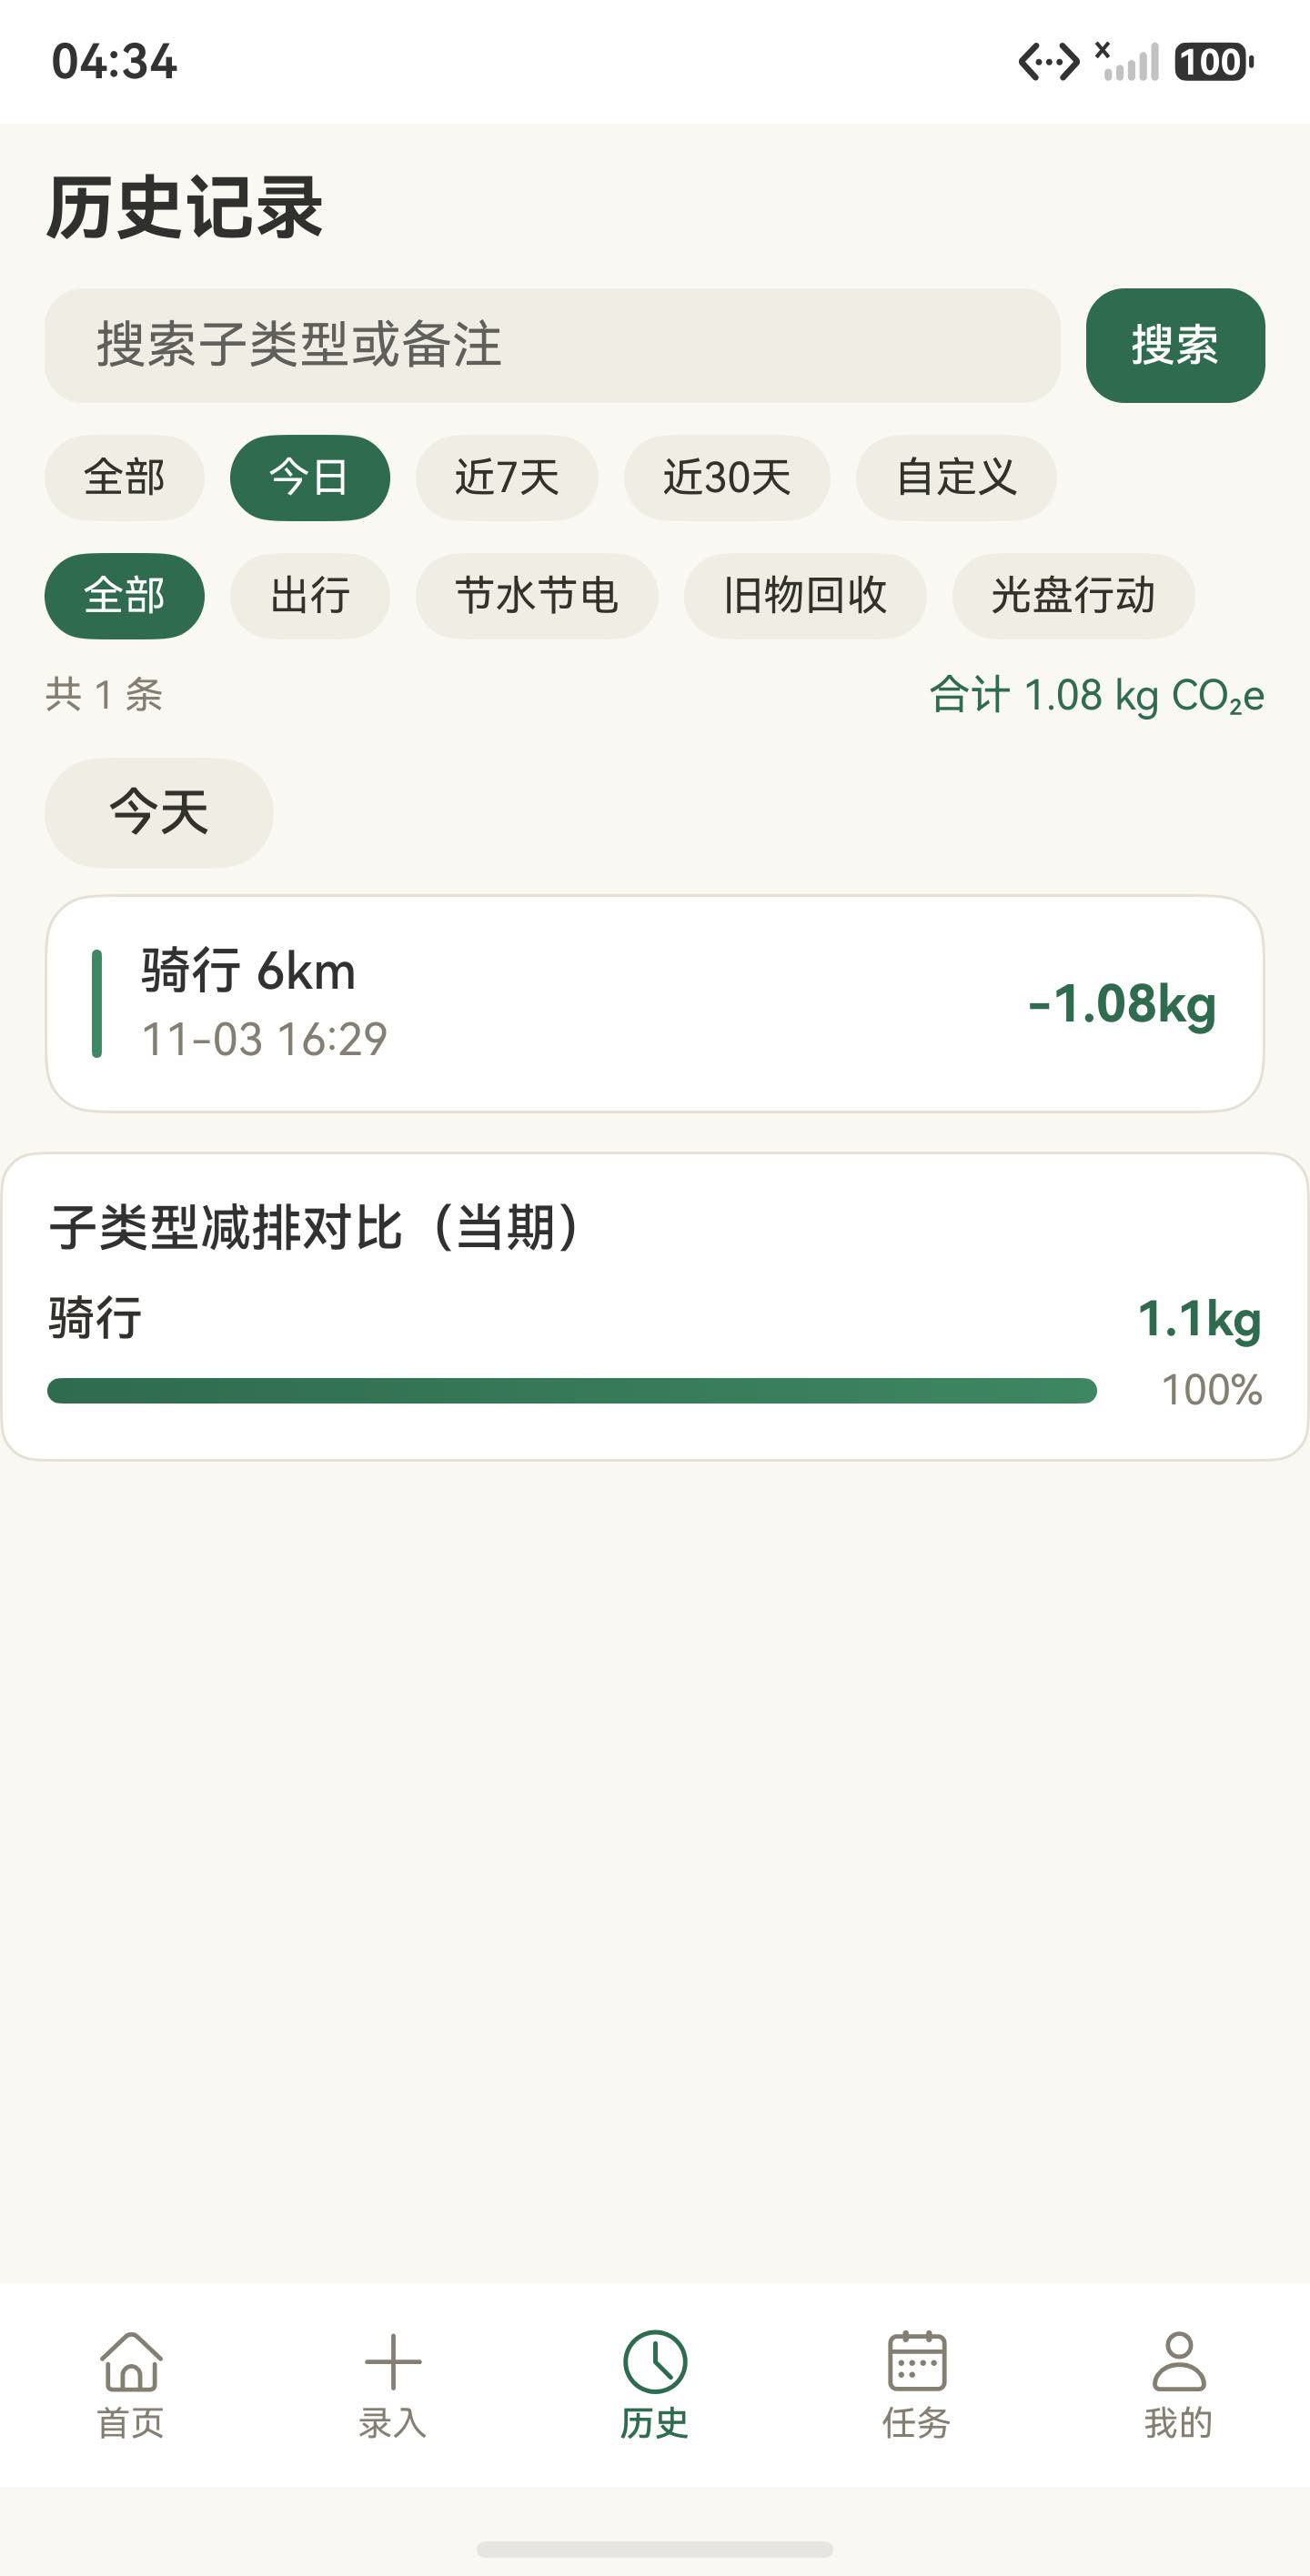 04:34
100
历史记录
搜索子类型或备注
搜索
全部 今日 近7天 近30天 自定义
全部 出行 节水节电 旧物回收 光盘行动
共 1 条
合计 1.08 kg CO₂e
今天
骑行 6km
-1.08kg
11-03 16:29
子类型减排对比（当期）
骑行
1.1kg
100%
首页 录入 历史 任务 我的